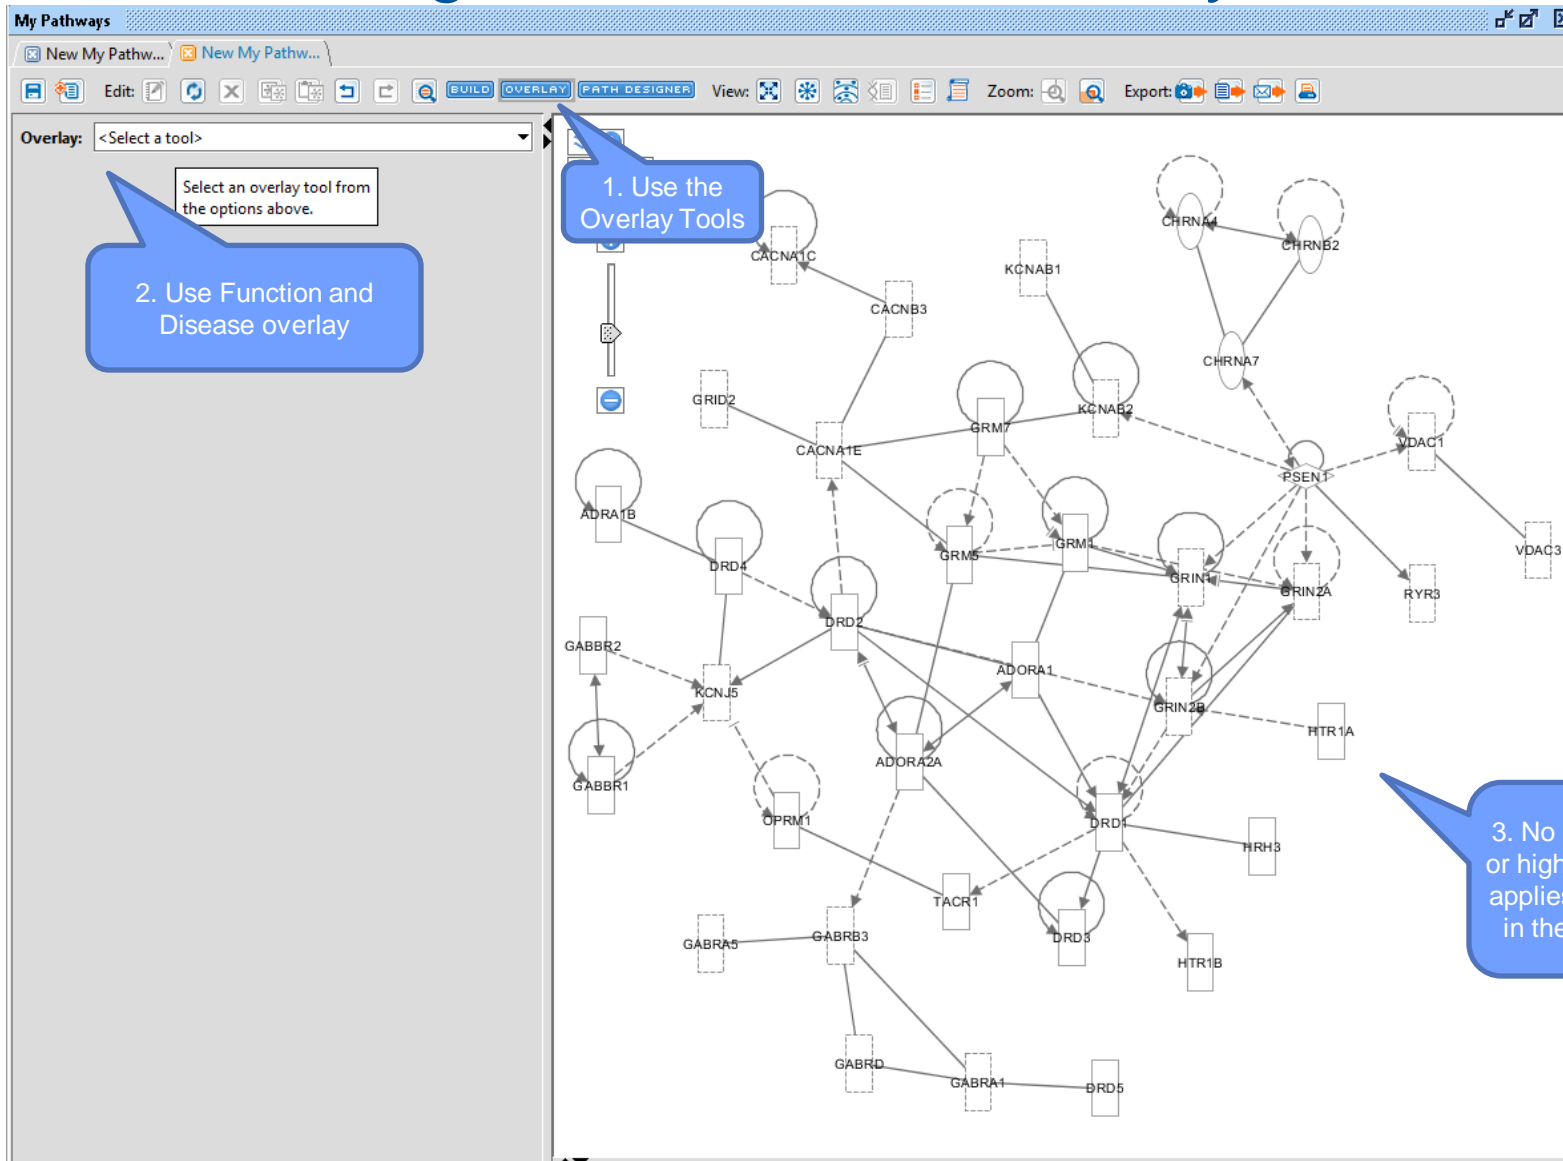 My Pathways
New My Pathw...
New My Pathw...
Edit:
BUILD
OVERLAY
PATH DESIGNER
View:
Zoom:
Export:
Overlay:
<Select a tool>
Select an overlay tool from
the options above.
1. Use the
Overlay Tools
2. Use Function and
Disease overlay
3. No
or high
applies
in the
CHRNA4
CHRNB2
CACNA1C
KCNAB1
CACNB3
CHRNA7
GRID2
KCNAB2
GRM7
CACNA1E
VDAC1
PSEN1
ADRA1B
VDAC3
GRM5
GRM1
DRD4
GRIN1
GRIN2A
RYR3
DRD2
GABBR2
ADORA1
KCNJ5
GRIN2B
HTR1A
ADORA2A
GABBR1
OPRM1
DRD1
HRH3
TACR1
GABRA5
GABRB3
DRD3
HTR1B
GABRD
GABRA1
DRD5